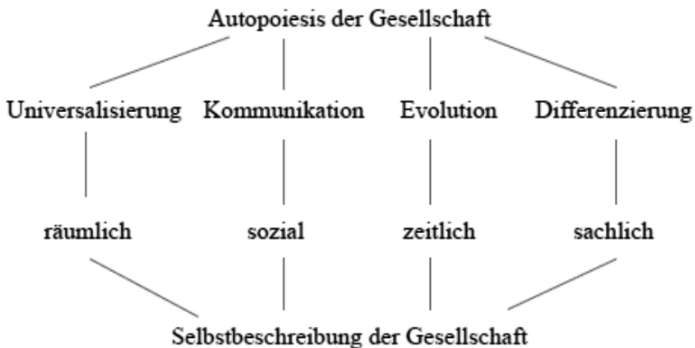 Autopoiesis der Gesellschaft
Universalisierung Kommunikation Evolution Differenzierung
räumlich sozial zeitlich sachlich
Selbstbeschreibung der Gesellschaft